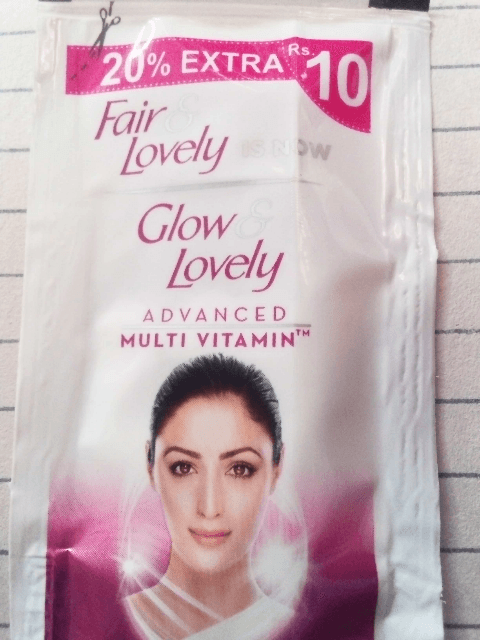 20% EXTRA Rs. 10
Fair &
Lovely IS NOW
Glow &
Lovely
ADVANCED
MULTI VITAMIN™